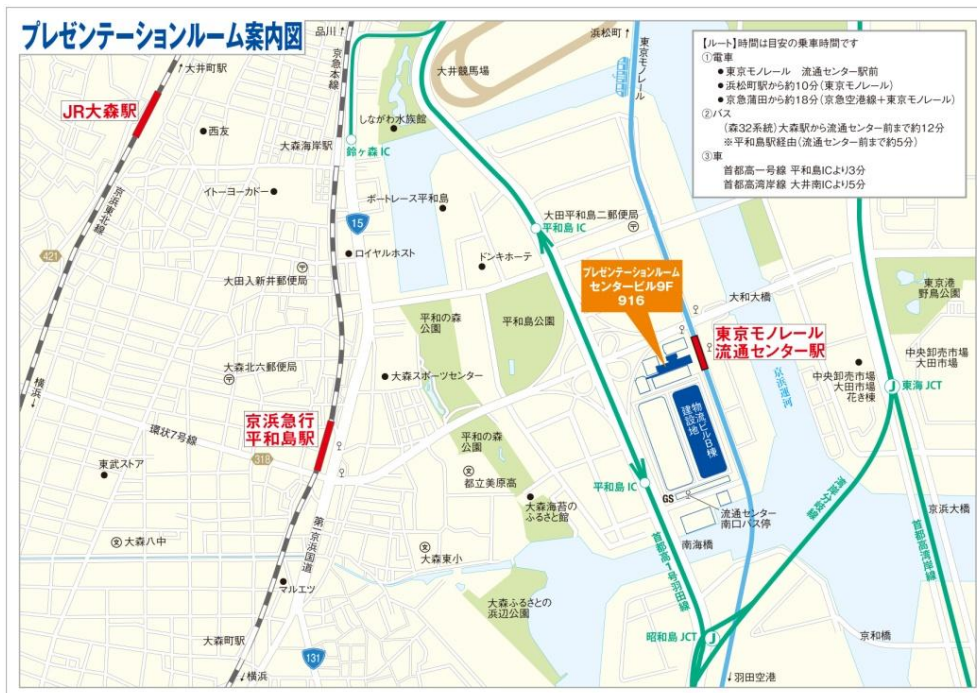 プレゼンテーションルーム案内図
品川↑
京急本線
浜松町↑
東京モノレール
大井競馬場
↑大井町駅
JR大森駅
西友
しながわ水族館
大森海岸駅
鈴ヶ森 IC
イトーヨーカドー
ボートレース平和島
15
大田平和島二郵便局
平和島 IC
京浜東北線
421
ロイヤルホスト
ドンキホーテ
大田入新井郵便局
【ルート】時間は目安の乗車時間です
①電車
●東京モノレール 流通センター駅前
●浜松町駅から約10分(東京モノレール)
●京急蒲田から約18分(京急空港線+東京モノレール)
②バス
(森32系統)大森駅から流通センター前まで約12分
※平和島駅経由(流通センター前まで約5分)
③車
首都高一号線 平和島ICより3分
首都高湾岸線 大井南ICより5分
プレゼンテーションルーム
センタービル9F
916
大和大橋
東京港
野鳥公園
平和の森
公園
平和島公園
東京モノレール
流通センター駅
大森北六郵便局
大森スポーツセンター
中央卸売市場
大田市場
中央卸売市場
大田市場
花き棟
J 東海 JCT
京浜運河
横浜↓
京浜急行
平和島駅
物流ビルB棟
建設地
環状7号線
318
平和の森
公園
東武ストア
文
都立美原高
平和島 IC
GS
大森海苔の
ふるさと館
流通センター
南口バス停
湾岸分岐線
京浜大橋
首都高湾岸線
第一京浜国道
文 大森八中
文
大森東小
南海橋
首都高1号羽田線
マルエツ
大森ふるさとの
浜辺公園
大森町駅
昭和島 JCT J
京和橋
131
↓横浜
↓羽田空港